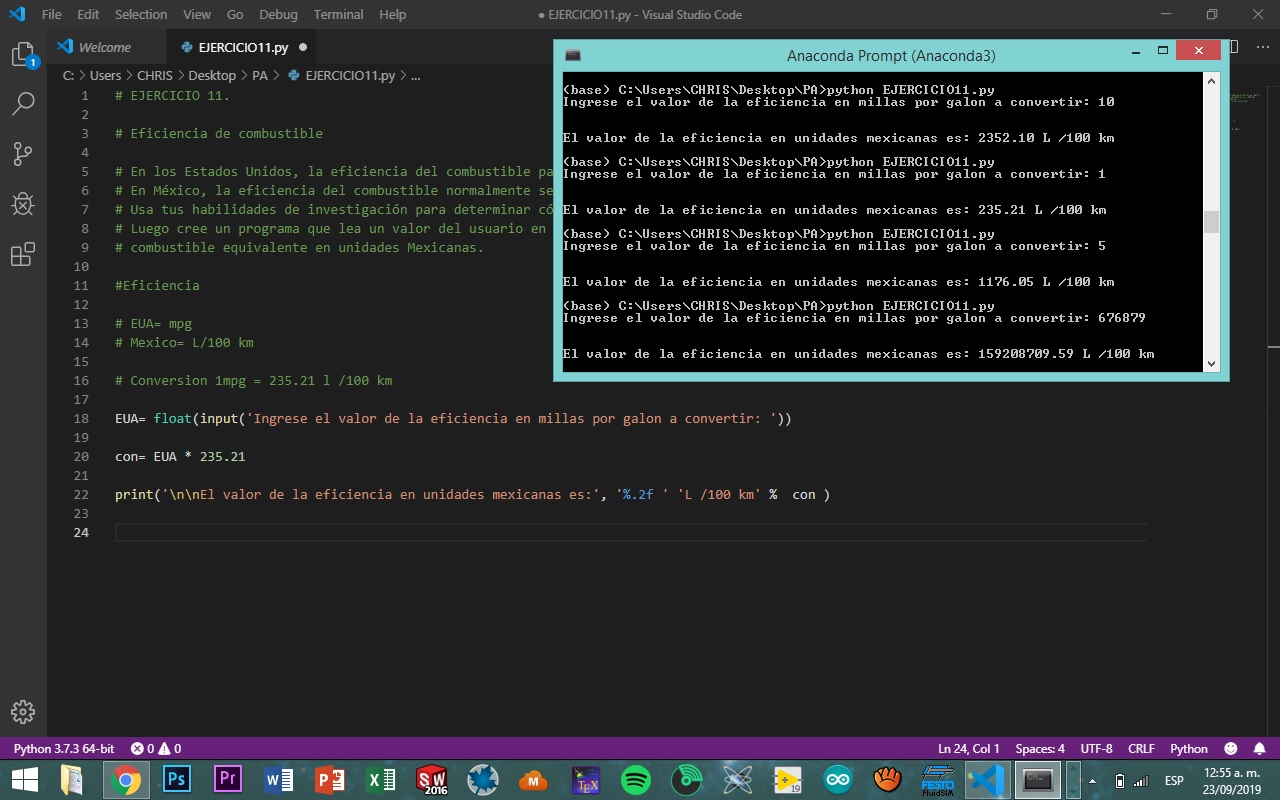 File Edit Selection View Go Debug Terminal Help
● EJERCICIO11.py - Visual Studio Code
Welcome
EJERCICIO11.py ●
C: > Users > CHRIS > Desktop > PA > EJERCICIO11.py > ...
1 # EJERCICIO 11.
2
3 # Eficiencia de combustible
4
5 # En los Estados Unidos, la eficiencia del combustible pa
6 # En México, la eficiencia del combustible normalmente se
7 # Usa tus habilidades de investigación para determinar có
8 # Luego cree un programa que lea un valor del usuario en
9 # combustible equivalente en unidades Mexicanas.
10
11 #Eficiencia
12
13 # EUA= mpg
14 # Mexico= L/100 km
15
16 # Conversion 1mpg = 235.21 l /100 km
17
18 EUA= float(input('Ingrese el valor de la eficiencia en millas por galon a convertir: '))
19
20 con= EUA * 235.21
21
22 print('\n\nEl valor de la eficiencia en unidades mexicanas es:', '%.2f ' 'L /100 km' %  con )
23
24
Anaconda Prompt (Anaconda3)
(base) C:\Users\CHRIS\Desktop\PA>python EJERCICIO11.py
Ingrese el valor de la eficiencia en millas por galon a convertir: 10
El valor de la eficiencia en unidades mexicanas es: 2352.10 L /100 km
(base) C:\Users\CHRIS\Desktop\PA>python EJERCICIO11.py
Ingrese el valor de la eficiencia en millas por galon a convertir: 1
El valor de la eficiencia en unidades mexicanas es: 235.21 L /100 km
(base) C:\Users\CHRIS\Desktop\PA>python EJERCICIO11.py
Ingrese el valor de la eficiencia en millas por galon a convertir: 5
El valor de la eficiencia en unidades mexicanas es: 1176.05 L /100 km
(base) C:\Users\CHRIS\Desktop\PA>python EJERCICIO11.py
Ingrese el valor de la eficiencia en millas por galon a convertir: 676879
El valor de la eficiencia en unidades mexicanas es: 159208709.59 L /100 km
1
Python 3.7.3 64-bit 0 0
Ln 24, Col 1 Spaces: 4 UTF-8 CRLF Python
Ps Pr W P X SW 2016 M TEX 19 FESTO FluidSIM
ESP
12:55 a. m.
23/09/2019